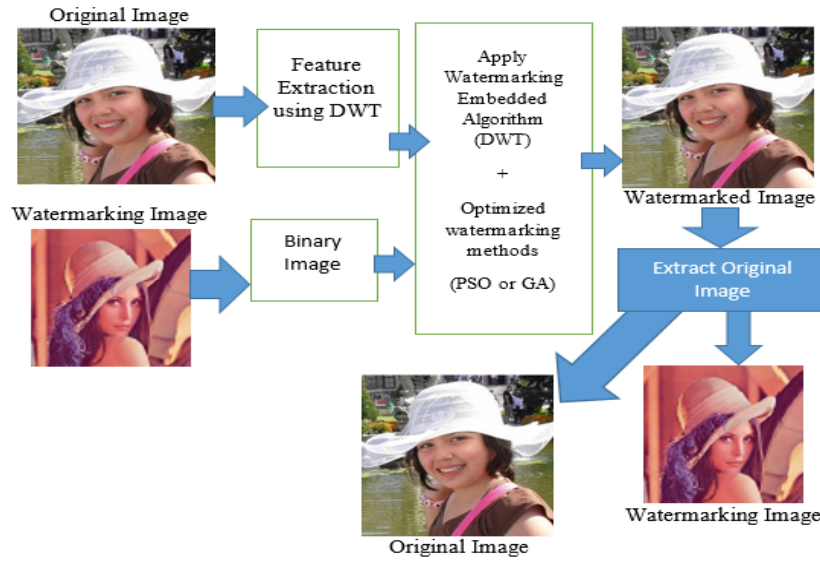 Original Image
Feature
Extraction
using DWT
Apply
Watermarking
Embedded
Algorithm
(DWT)
+
Optimized
watermarking
methods
(PSO or GA)
Watermarked Image
Watermarking Image
Binary
Image
Extract Original
Image
Original Image
Watermarking Image